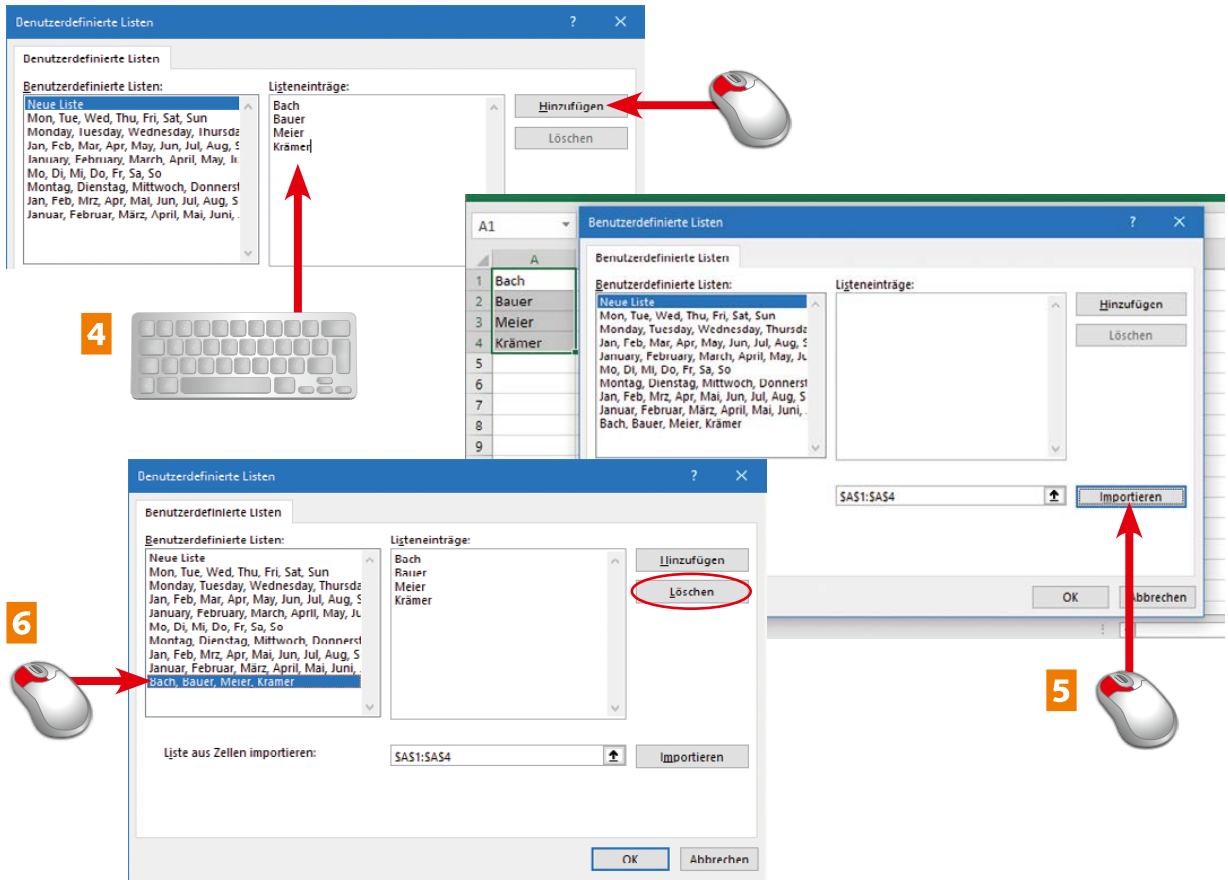 Benutzerdefinierte Listen ? ×
Benutzerdefinierte Listen
Benutzerdefinierte Listen:
Neue Liste
Mon, Tue, Wed, Thu, Fri, Sat, Sun
Monday, Tuesday, Wednesday, Thursda
Jan, Feb, Mar, Apr, May, Jun, Jul, Aug, S
January, February, March, April, May, Ju
Mo, Di, Mi, Do, Fr, Sa, So
Montag, Dienstag, Mittwoch, Donnerst
Jan, Feb, Mrz, Apr, Mai, Jun, Jul, Aug, S
Januar, Februar, März, April, Mai, Juni, .
Listeneinträge:
Bach
Bauer
Meier
Krämer
Hinzufügen
Löschen
4
A1
A
1 Bach
2 Bauer
3 Meier
4 Krämer
5
6
7
8
9
Benutzerdefinierte Listen ? ×
Benutzerdefinierte Listen
Benutzerdefinierte Listen:
Neue Liste
Mon, Tue, Wed, Thu, Fri, Sat, Sun
Monday, Tuesday, Wednesday, Thursda
Jan, Feb, Mar, Apr, May, Jun, Jul, Aug, S
January, February, March, April, May, Ju
Mo, Di, Mi, Do, Fr, Sa, So
Montag, Dienstag, Mittwoch, Donnerst
Jan, Feb, Mrz, Apr, Mai, Jun, Jul, Aug, S
Januar, Februar, März, April, Mai, Juni, .
Bach, Bauer, Meier, Krämer
Listeneinträge:
Hinzufügen
Löschen
$A$1:$A$4
Importieren
OK
Abbrechen
5
Benutzerdefinierte Listen ? ×
Benutzerdefinierte Listen
Benutzerdefinierte Listen:
Neue Liste
Mon, Tue, Wed, Thu, Fri, Sat, Sun
Monday, Tuesday, Wednesday, Thursda
Jan, Feb, Mar, Apr, May, Jun, Jul, Aug, S
January, February, March, April, May, Ju
Mo, Di, Mi, Do, Fr, Sa, So
Montag, Dienstag, Mittwoch, Donnerst
Jan, Feb, Mrz, Apr, Mai, Jun, Jul, Aug, S
Januar, Februar, März, April, Mai, Juni, .
Bach, Bauer, Meier, Krämer
Listeneinträge:
Bach
Bauer
Meier
Krämer
Hinzufügen
Löschen
6
Liste aus Zellen importieren:
$A$1:$A$4
Importieren
OK
Abbrechen